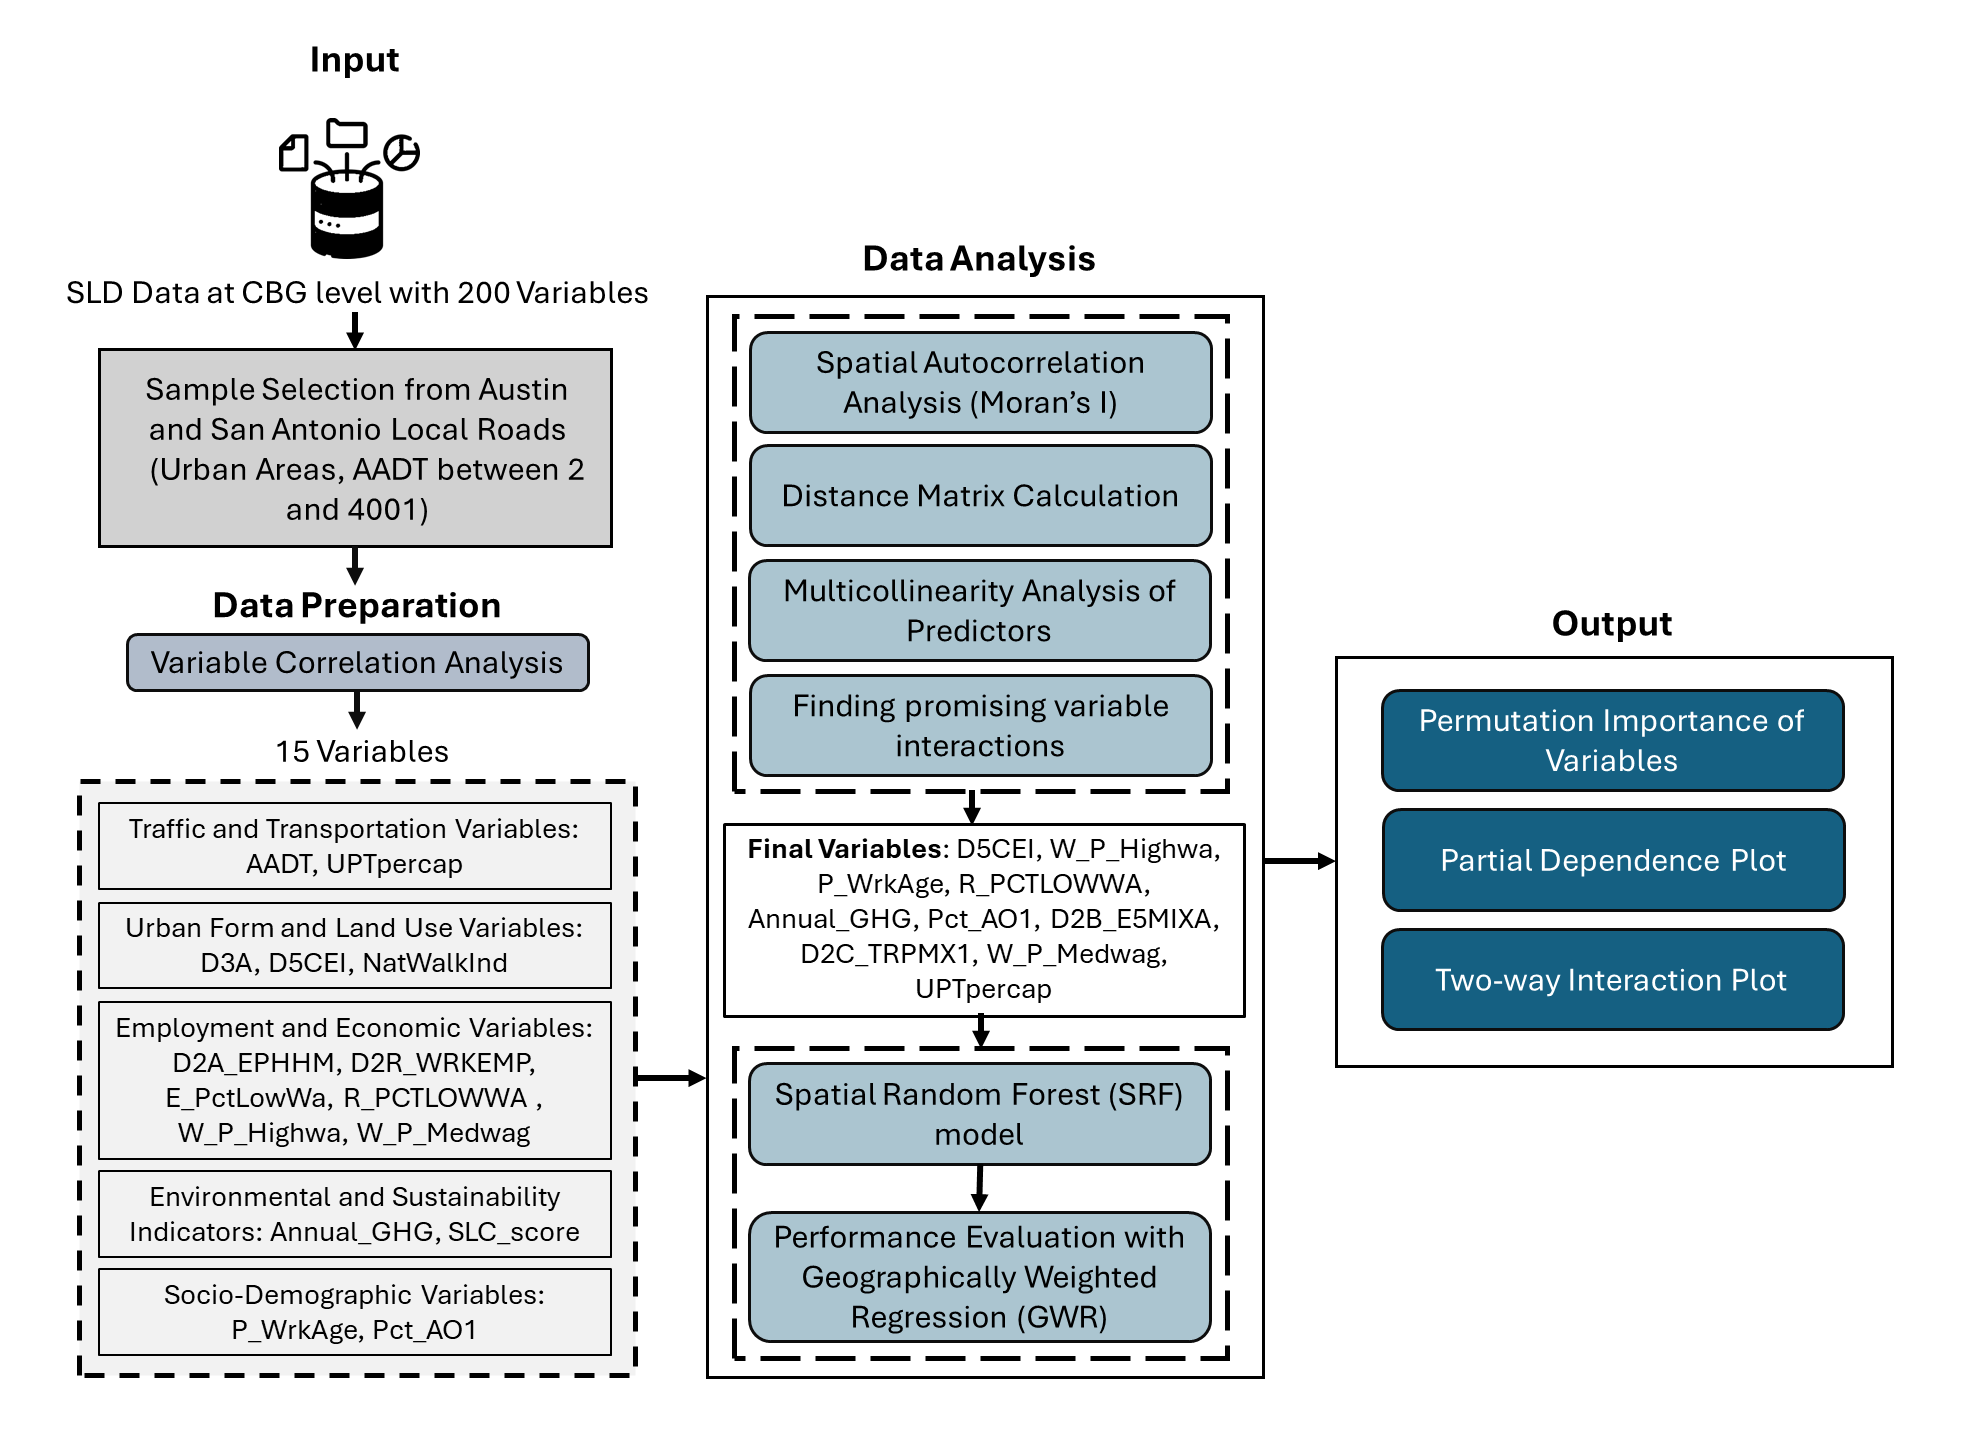 Input
SLD Data at CBG level with 200 Variables
Sample Selection from Austin
and San Antonio Local Roads
(Urban Areas, AADT between 2
and 4001)
Data Preparation
Variable Correlation Analysis
15 Variables
Traffic and Transportation Variables:
AADT, UPTpercap
Urban Form and Land Use Variables:
D3A, D5CEI, NatWalkInd
Employment and Economic Variables:
D2A_EPHHM, D2R_WRKEMP,
E_PctLowWa, R_PCTLOWWA ,
W_P_Highwa, W_P_Medwag
Environmental and Sustainability
Indicators: Annual_GHG, SLC_score
Socio-Demographic Variables:
P_WrkAge, Pct_AO1
Data Analysis
Spatial Autocorrelation
Analysis (Moran’s I)
Distance Matrix Calculation
Multicollinearity Analysis of
Predictors
Finding promising variable
interactions
Final Variables: D5CEI, W_P_Highwa,
P_WrkAge, R_PCTLOWWA,
Annual_GHG, Pct_AO1, D2B_E5MIXA,
D2C_TRPMX1, W_P_Medwag,
UPTpercap
Spatial Random Forest (SRF)
model
Performance Evaluation with
Geographically Weighted
Regression (GWR)
Output
Permutation Importance of
Variables
Partial Dependence Plot
Two-way Interaction Plot